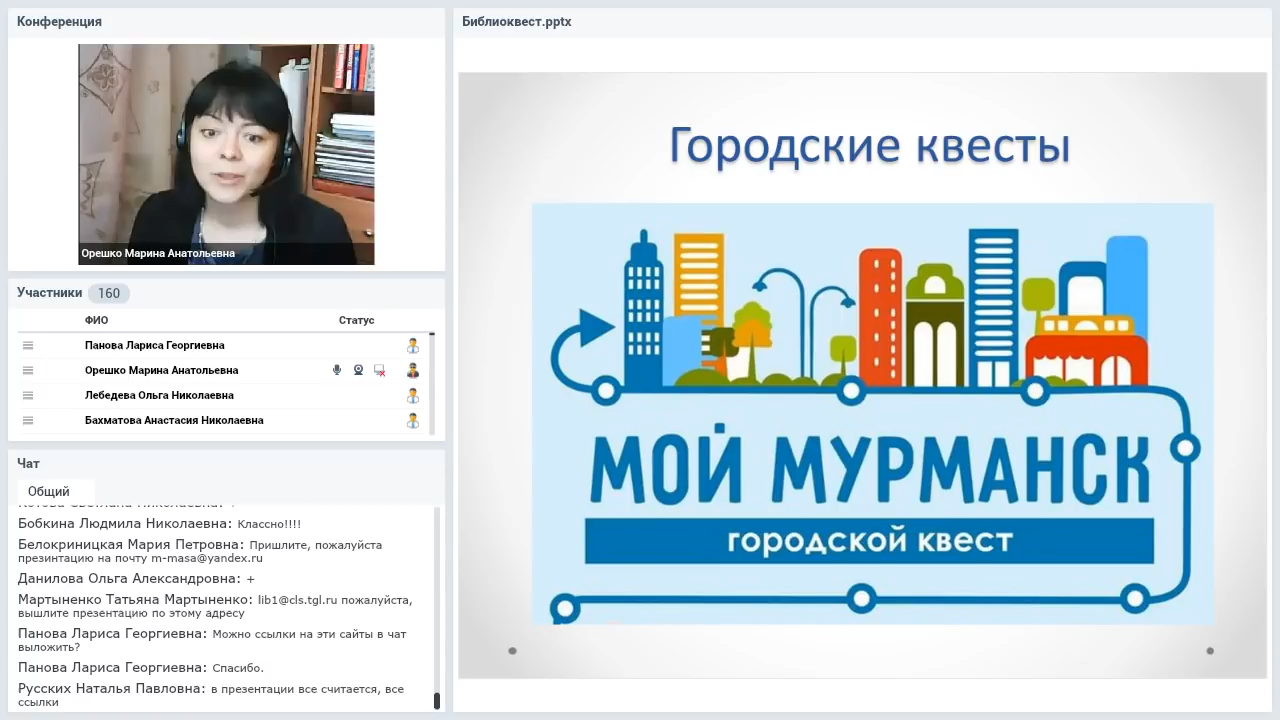 Конференция
Орешко Марина Анатольевна
Участники 160
ФИО Статус
Панова Лариса Георгиевна
Орешко Марина Анатольевна
Лебедева Ольга Николаевна
Бахматова Анастасия Николаевна
Чат
Общий
Бобкина Людмила Николаевна: Классно!!!!
Белокриницкая Мария Петровна: Пришлите, пожалуйста
презинтацию на почту m-masa@yandex.ru
Данилова Ольга Александровна: +
Мартыненко Татьяна Мартыненко: lib1@cls.tgl.ru пожалуйста,
вышлите презентацию по этому адресу
Панова Лариса Георгиевна: Можно ссылки на эти сайты в чат
выложить?
Панова Лариса Георгиевна: Спасибо.
Русских Наталья Павловна: в презентации все считается, все
ссылки
Библиоквест.pptx
Городские квесты
МОЙ МУРМАНСК
городской квест